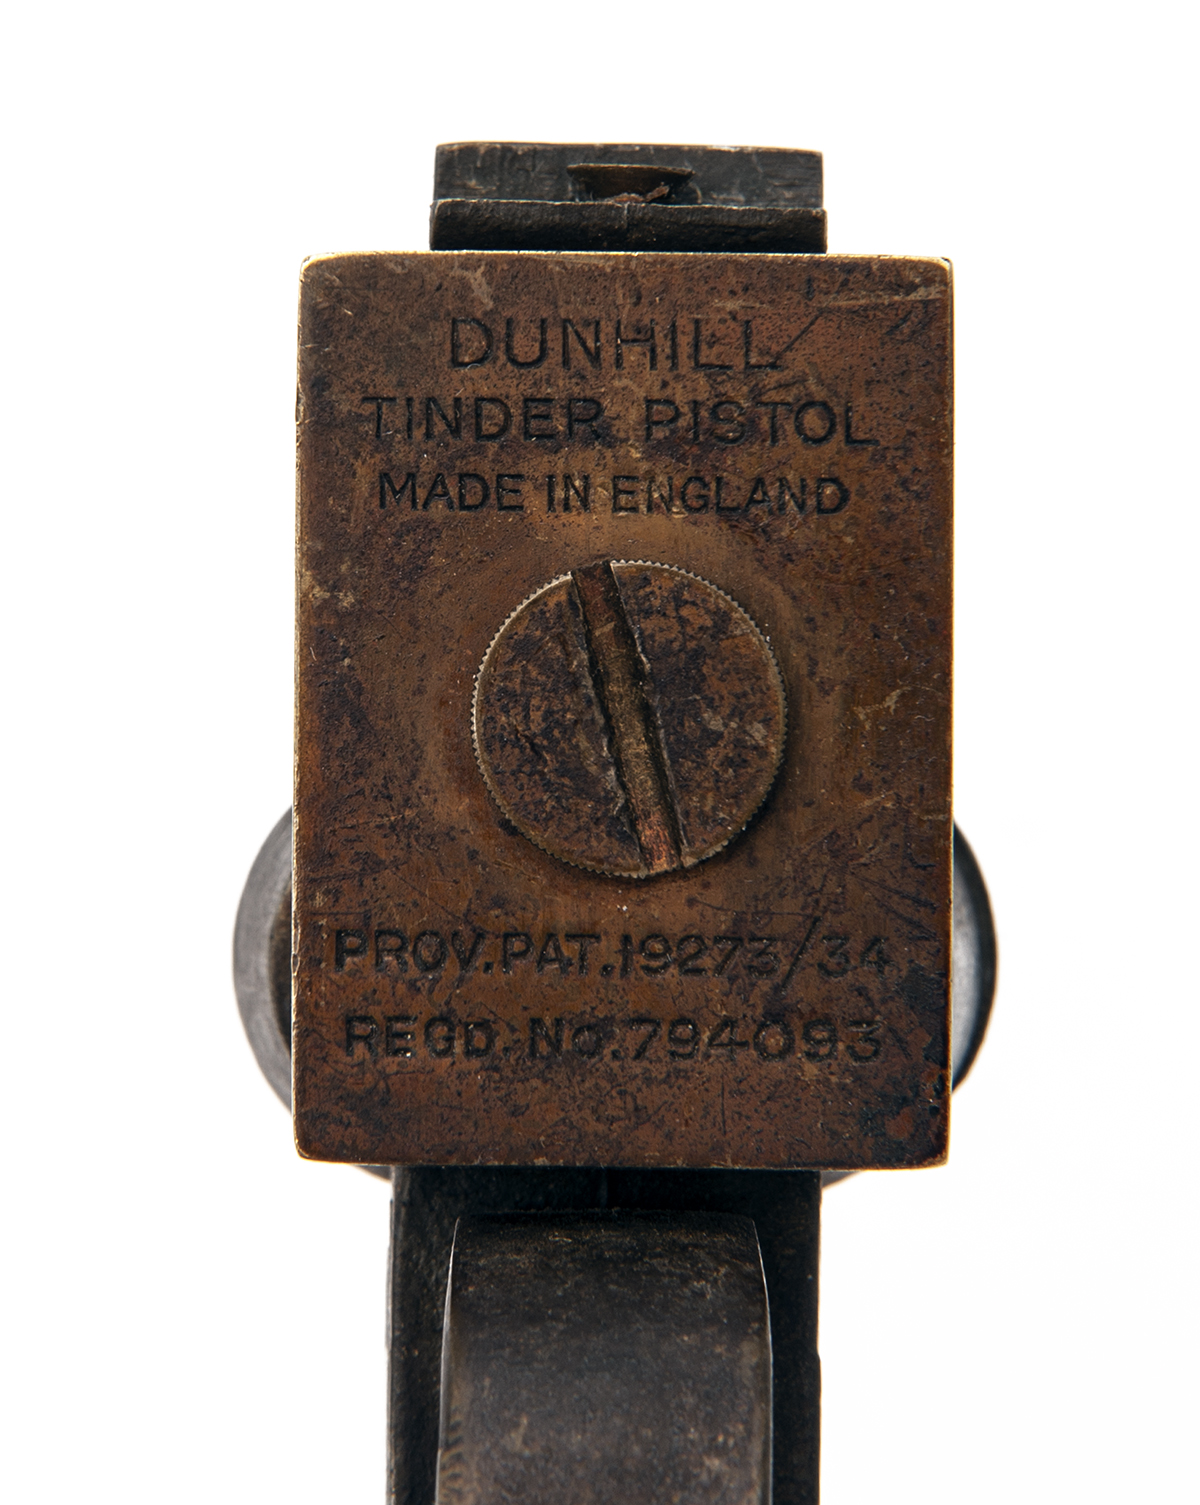 DUNHILL
TINDER PISTOL
MADE IN ENGLAND
PROV.PAT.19273/34
REGD.NO.794093